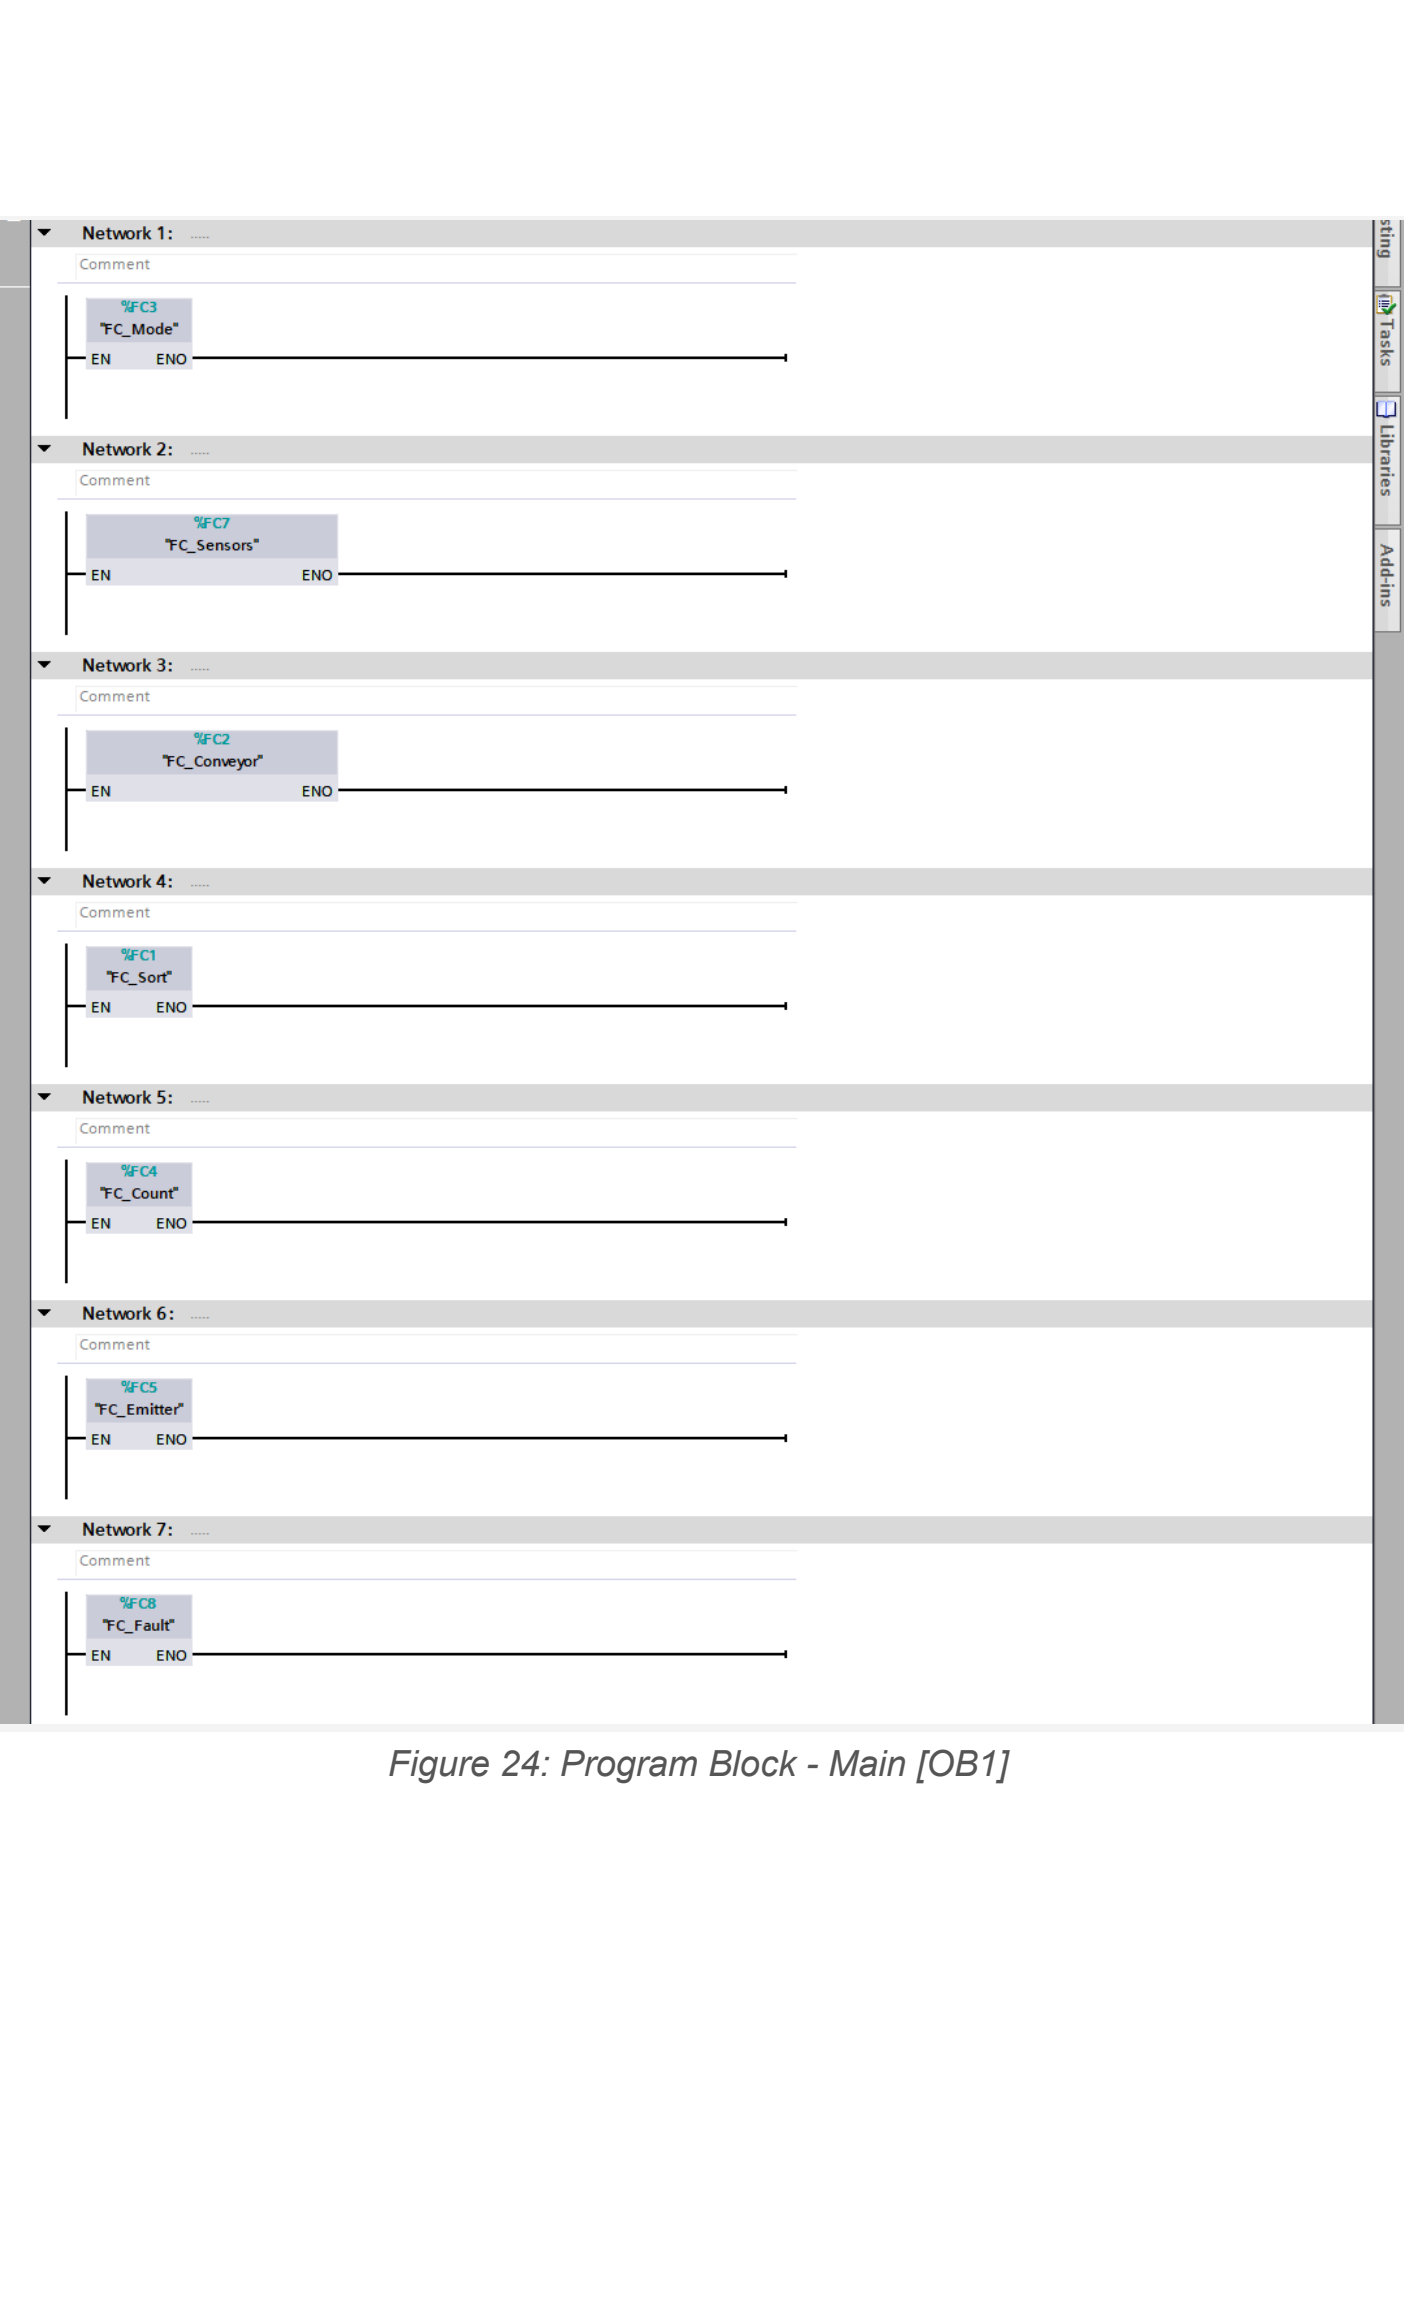 Network 1: .....
Comment
%FC3
"FC_Mode"
EN ENO
Network 2: .....
Comment
%FC7
"FC_Sensors"
EN ENO
Network 3: .....
Comment
%FC2
"FC_Conveyor"
EN ENO
Network 4: .....
Comment
%FC1
"FC_Sort"
EN ENO
Network 5: .....
Comment
%FC4
"FC_Count"
EN ENO
Network 6: .....
Comment
%FC5
"FC_Emitter"
EN ENO
Network 7: .....
Comment
%FC8
"FC_Fault"
EN ENO
sting
Tasks
Libraries
Add-ins
Figure 24: Program Block - Main [OB1]